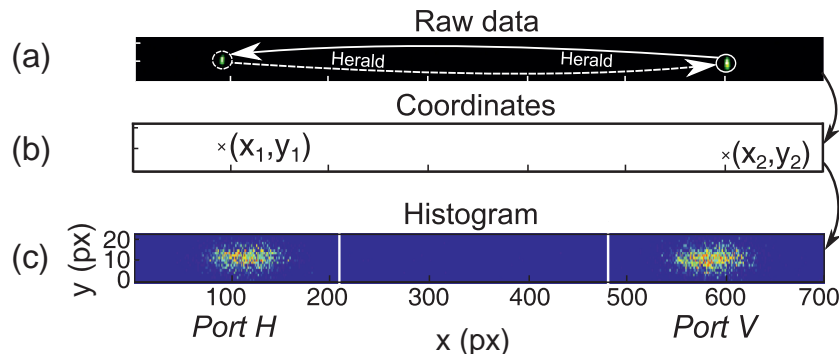 Raw data
(a)
Herald
Herald
Coordinates
(b)
×(x₁,y₁)
×(x₂,y₂)
Histogram
(c)
y (px)
20
10
0
100 200 300 400 500 600 700
Port H
x (px)
Port V